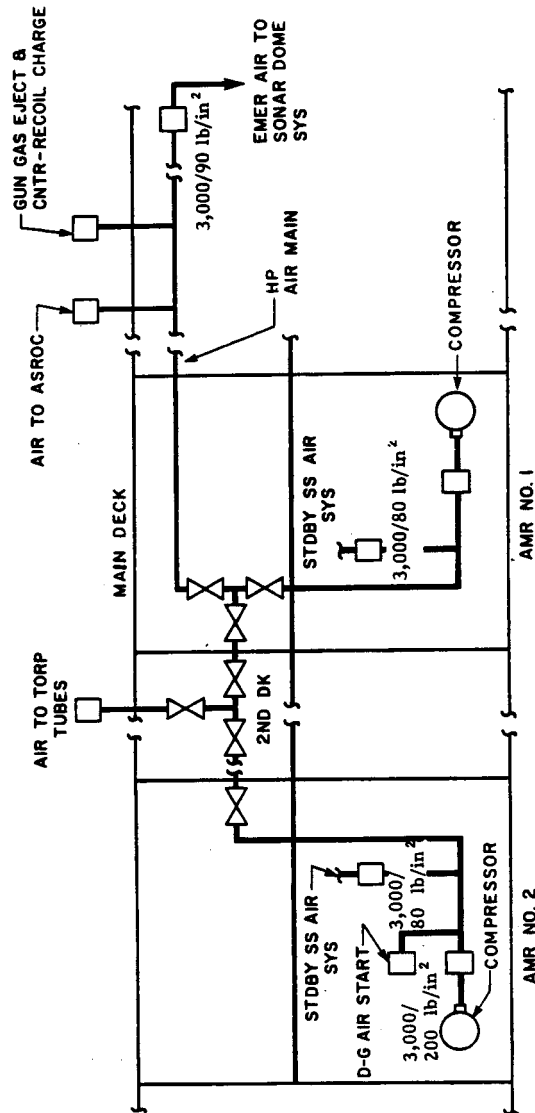 GUN GAS EJECT &
CNTR-RECOIL CHARGE
AIR TO ASROC
3,000/90 lb/in²
EMER AIR TO
SONAR DOME
SYS
HP
AIR MAIN
MAIN DECK
AIR TO TORP
TUBES
2ND DK
STDBY SS AIR
SYS
3,000/80 lb/in²
COMPRESSOR
AMR NO. 1
STDBY SS AIR
SYS
3,000/
80 lb/in²
D-G AIR START
3,000/
200 lb/in²
COMPRESSOR
AMR NO. 2